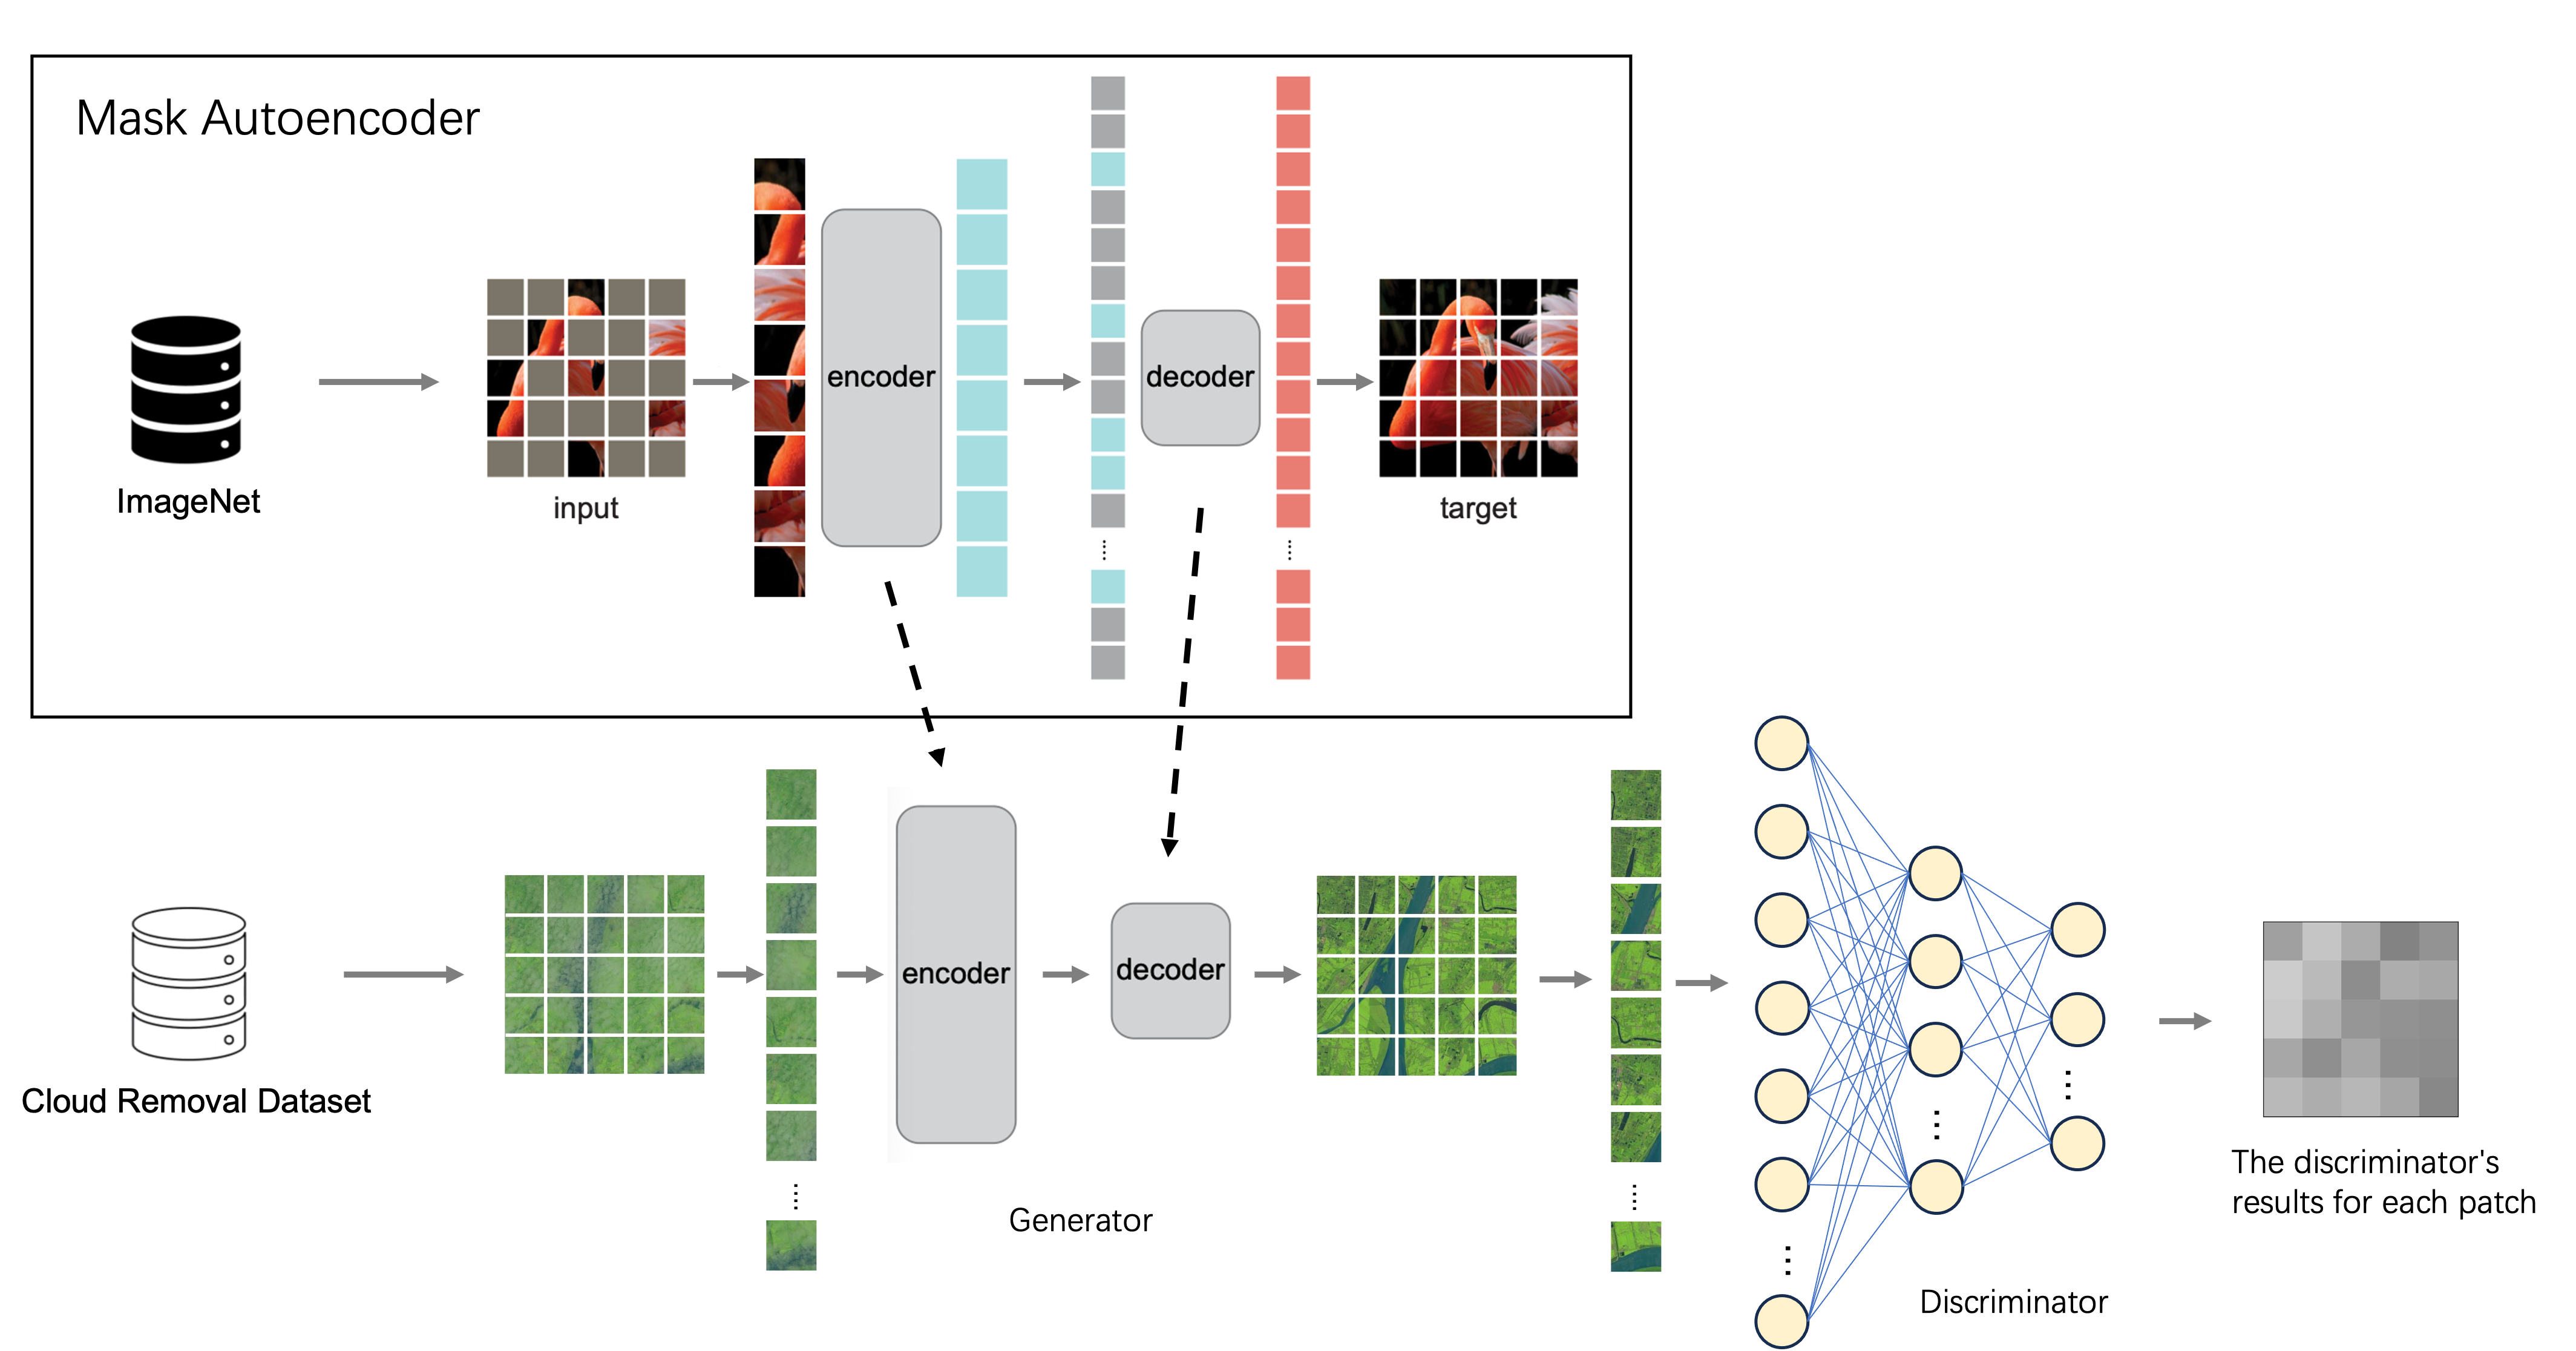 Mask Autoencoder
ImageNet
input
encoder
decoder
target
Cloud Removal Dataset
encoder
decoder
Generator
Discriminator
The discriminator's
results for each patch